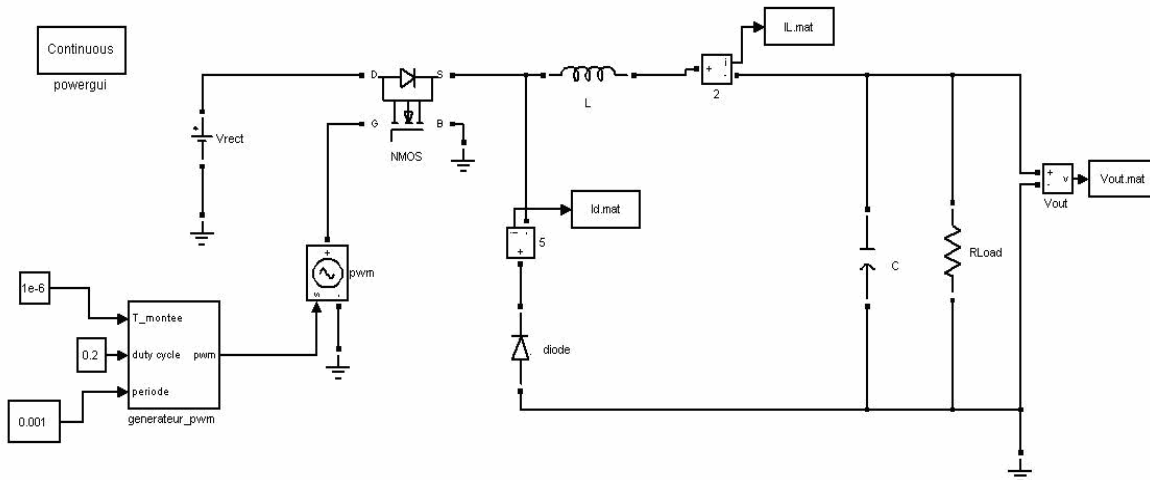 Continuous
powergui
Vrect
D
S
G
B
NMOS
L
+
i
-
2
IL.mat
Id.mat
-
+
5
diode
C
RLoad
+
-
v
Vout
Vout.mat
+
s
-
pwm
1e-6
0.2
0.001
T_montee
duty cycle
periode
pwm
generateur_pwm